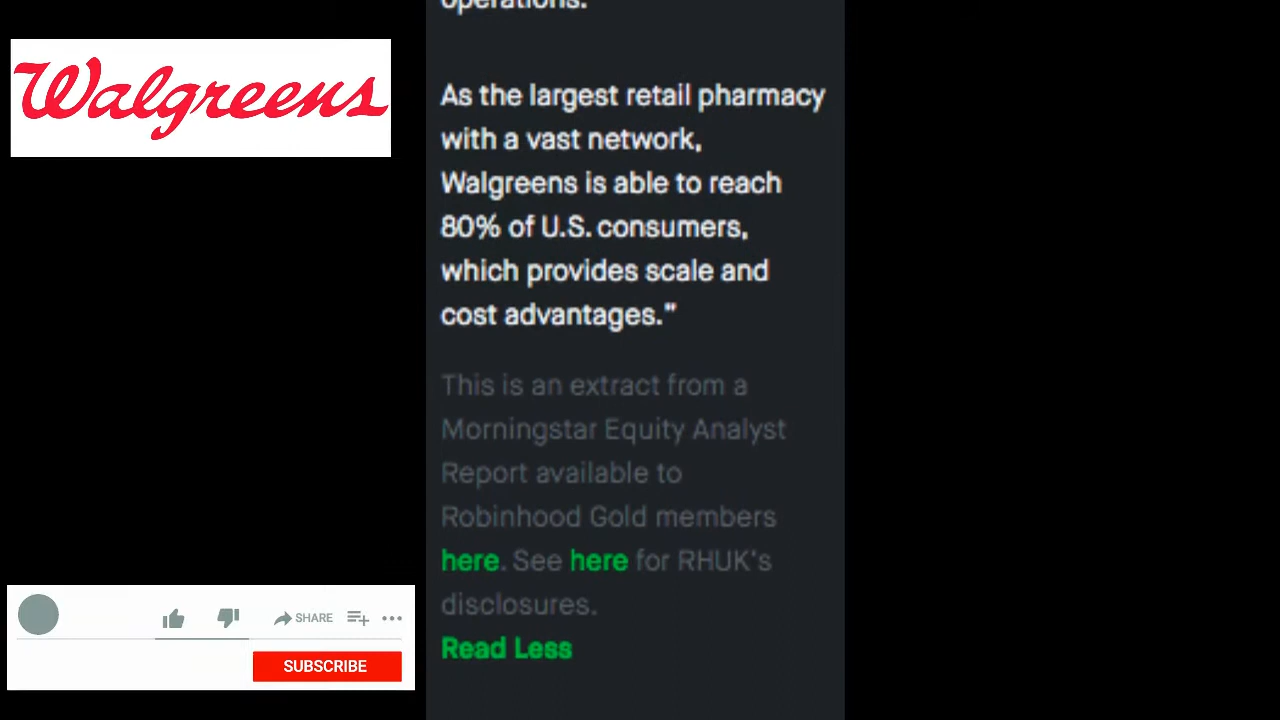 Walgreens
operations.
As the largest retail pharmacy
with a vast network,
Walgreens is able to reach
80% of U.S. consumers,
which provides scale and
cost advantages.”
This is an extract from a
Morningstar Equity Analyst
Report available to
Robinhood Gold members
here. See here for RHUK's
disclosures.
Read Less
SHARE
SUBSCRIBE